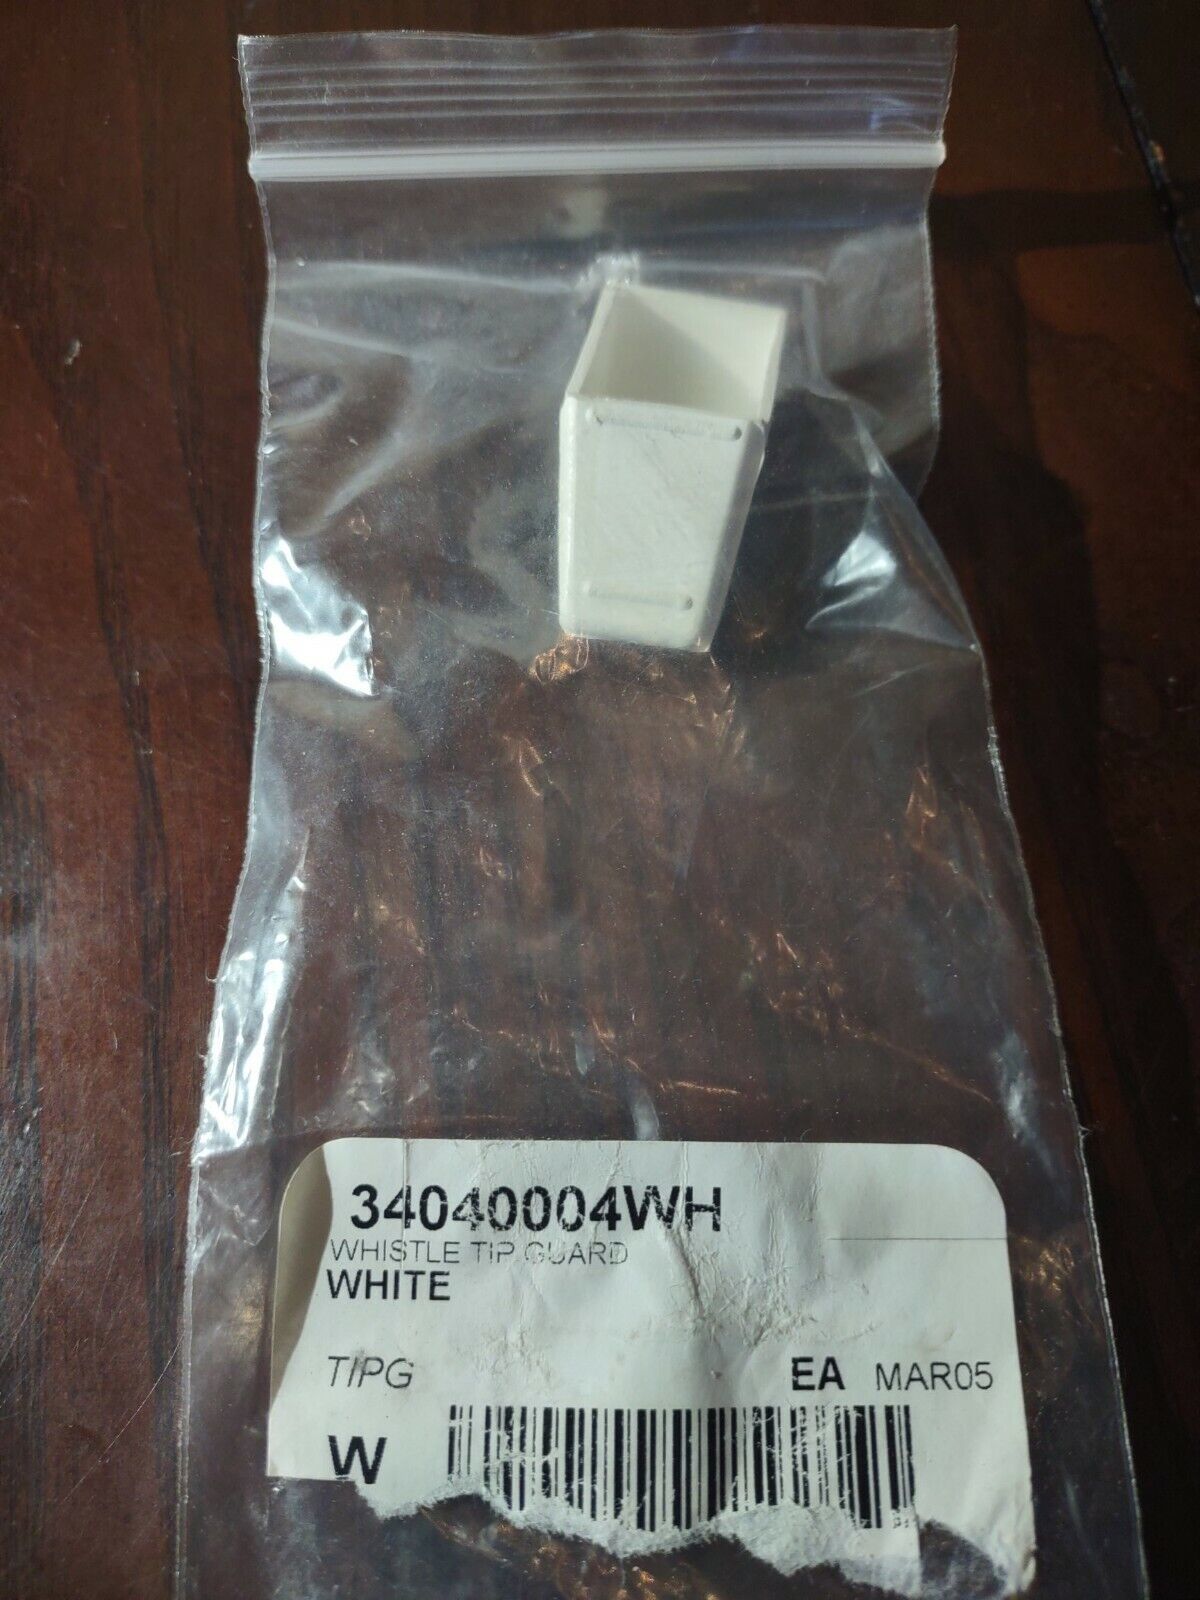 34040004WH
WHISTLE TIP GUARD
WHITE
TIPG EA MAR05
W